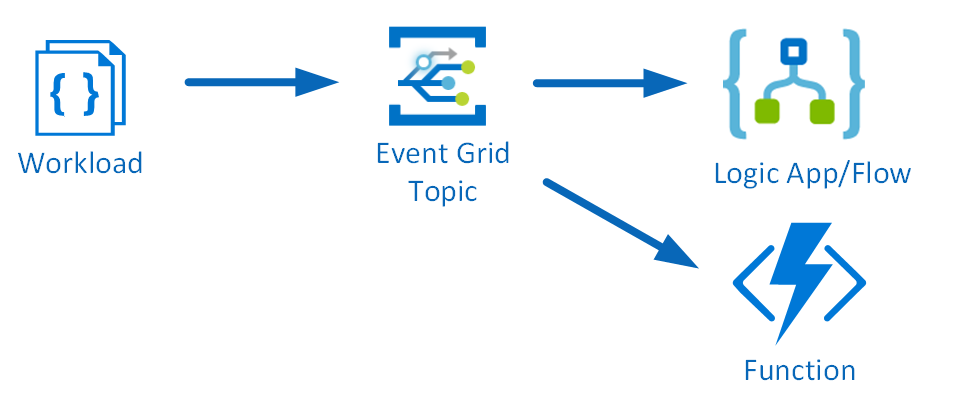 Workload
Event Grid
Topic
Logic App/Flow
Function